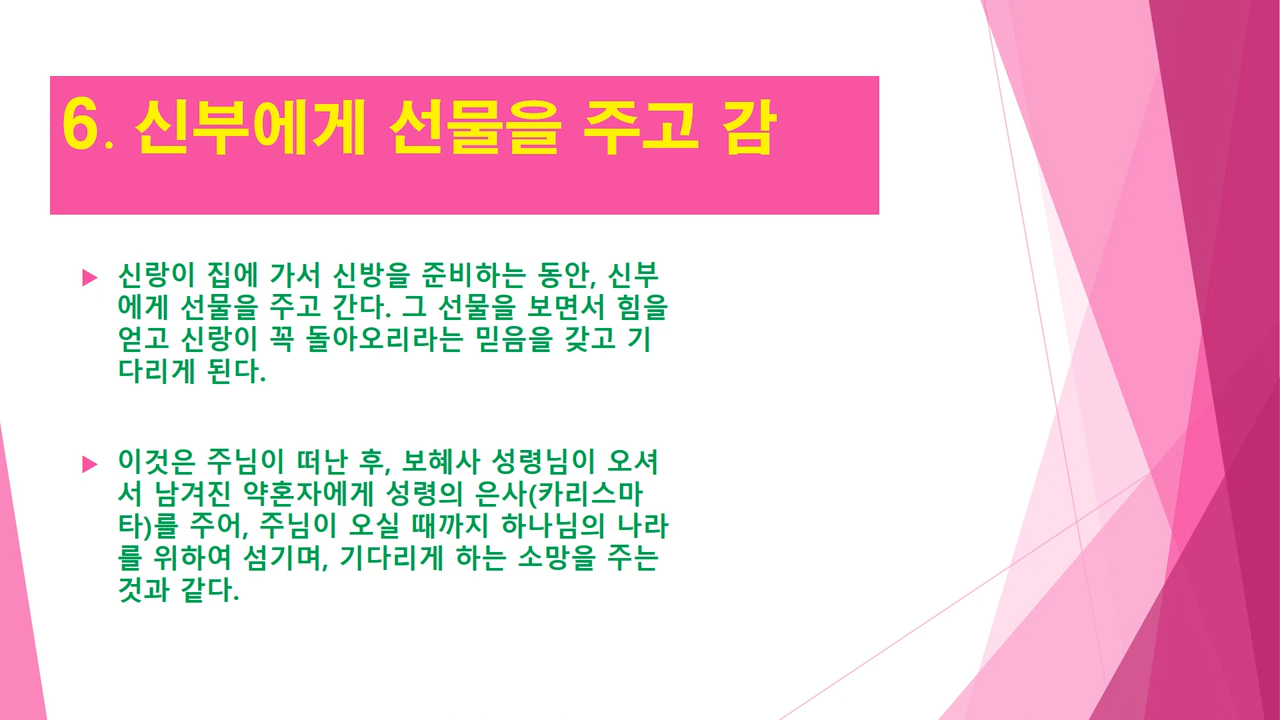 6. 신부에게 선물을 주고 감
신랑이 집에 가서 신방을 준비하는 동안, 신부
에게 선물을 주고 간다. 그 선물을 보면서 힘을
얻고 신랑이 꼭 돌아오리라는 믿음을 갖고 기
다리게 된다.
이것은 주님이 떠난 후, 보혜사 성령님이 오셔
서 남겨진 약혼자에게 성령의 은사(카리스마
타)를 주어, 주님이 오실 때까지 하나님의 나라
를 위하여 섬기며, 기다리게 하는 소망을 주는
것과 같다.